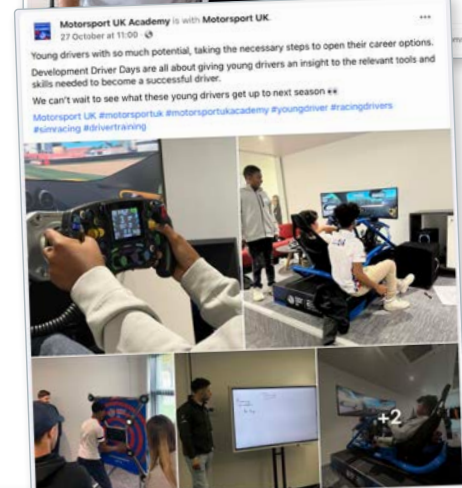 Motorsport UK Academy is with Motorsport UK.
27 October at 11:00
Young drivers with so much potential, taking the necessary steps to open their career options.
Development Driver Days are all about giving young drivers an insight to the relevant tools and
skills needed to become a successful driver.
We can't wait to see what these young drivers get up to next season 👀
Motorsport UK #motorsportuk #motorsportukacademy #youngdriver #racingdrivers
#simracing #drivertraining
+2